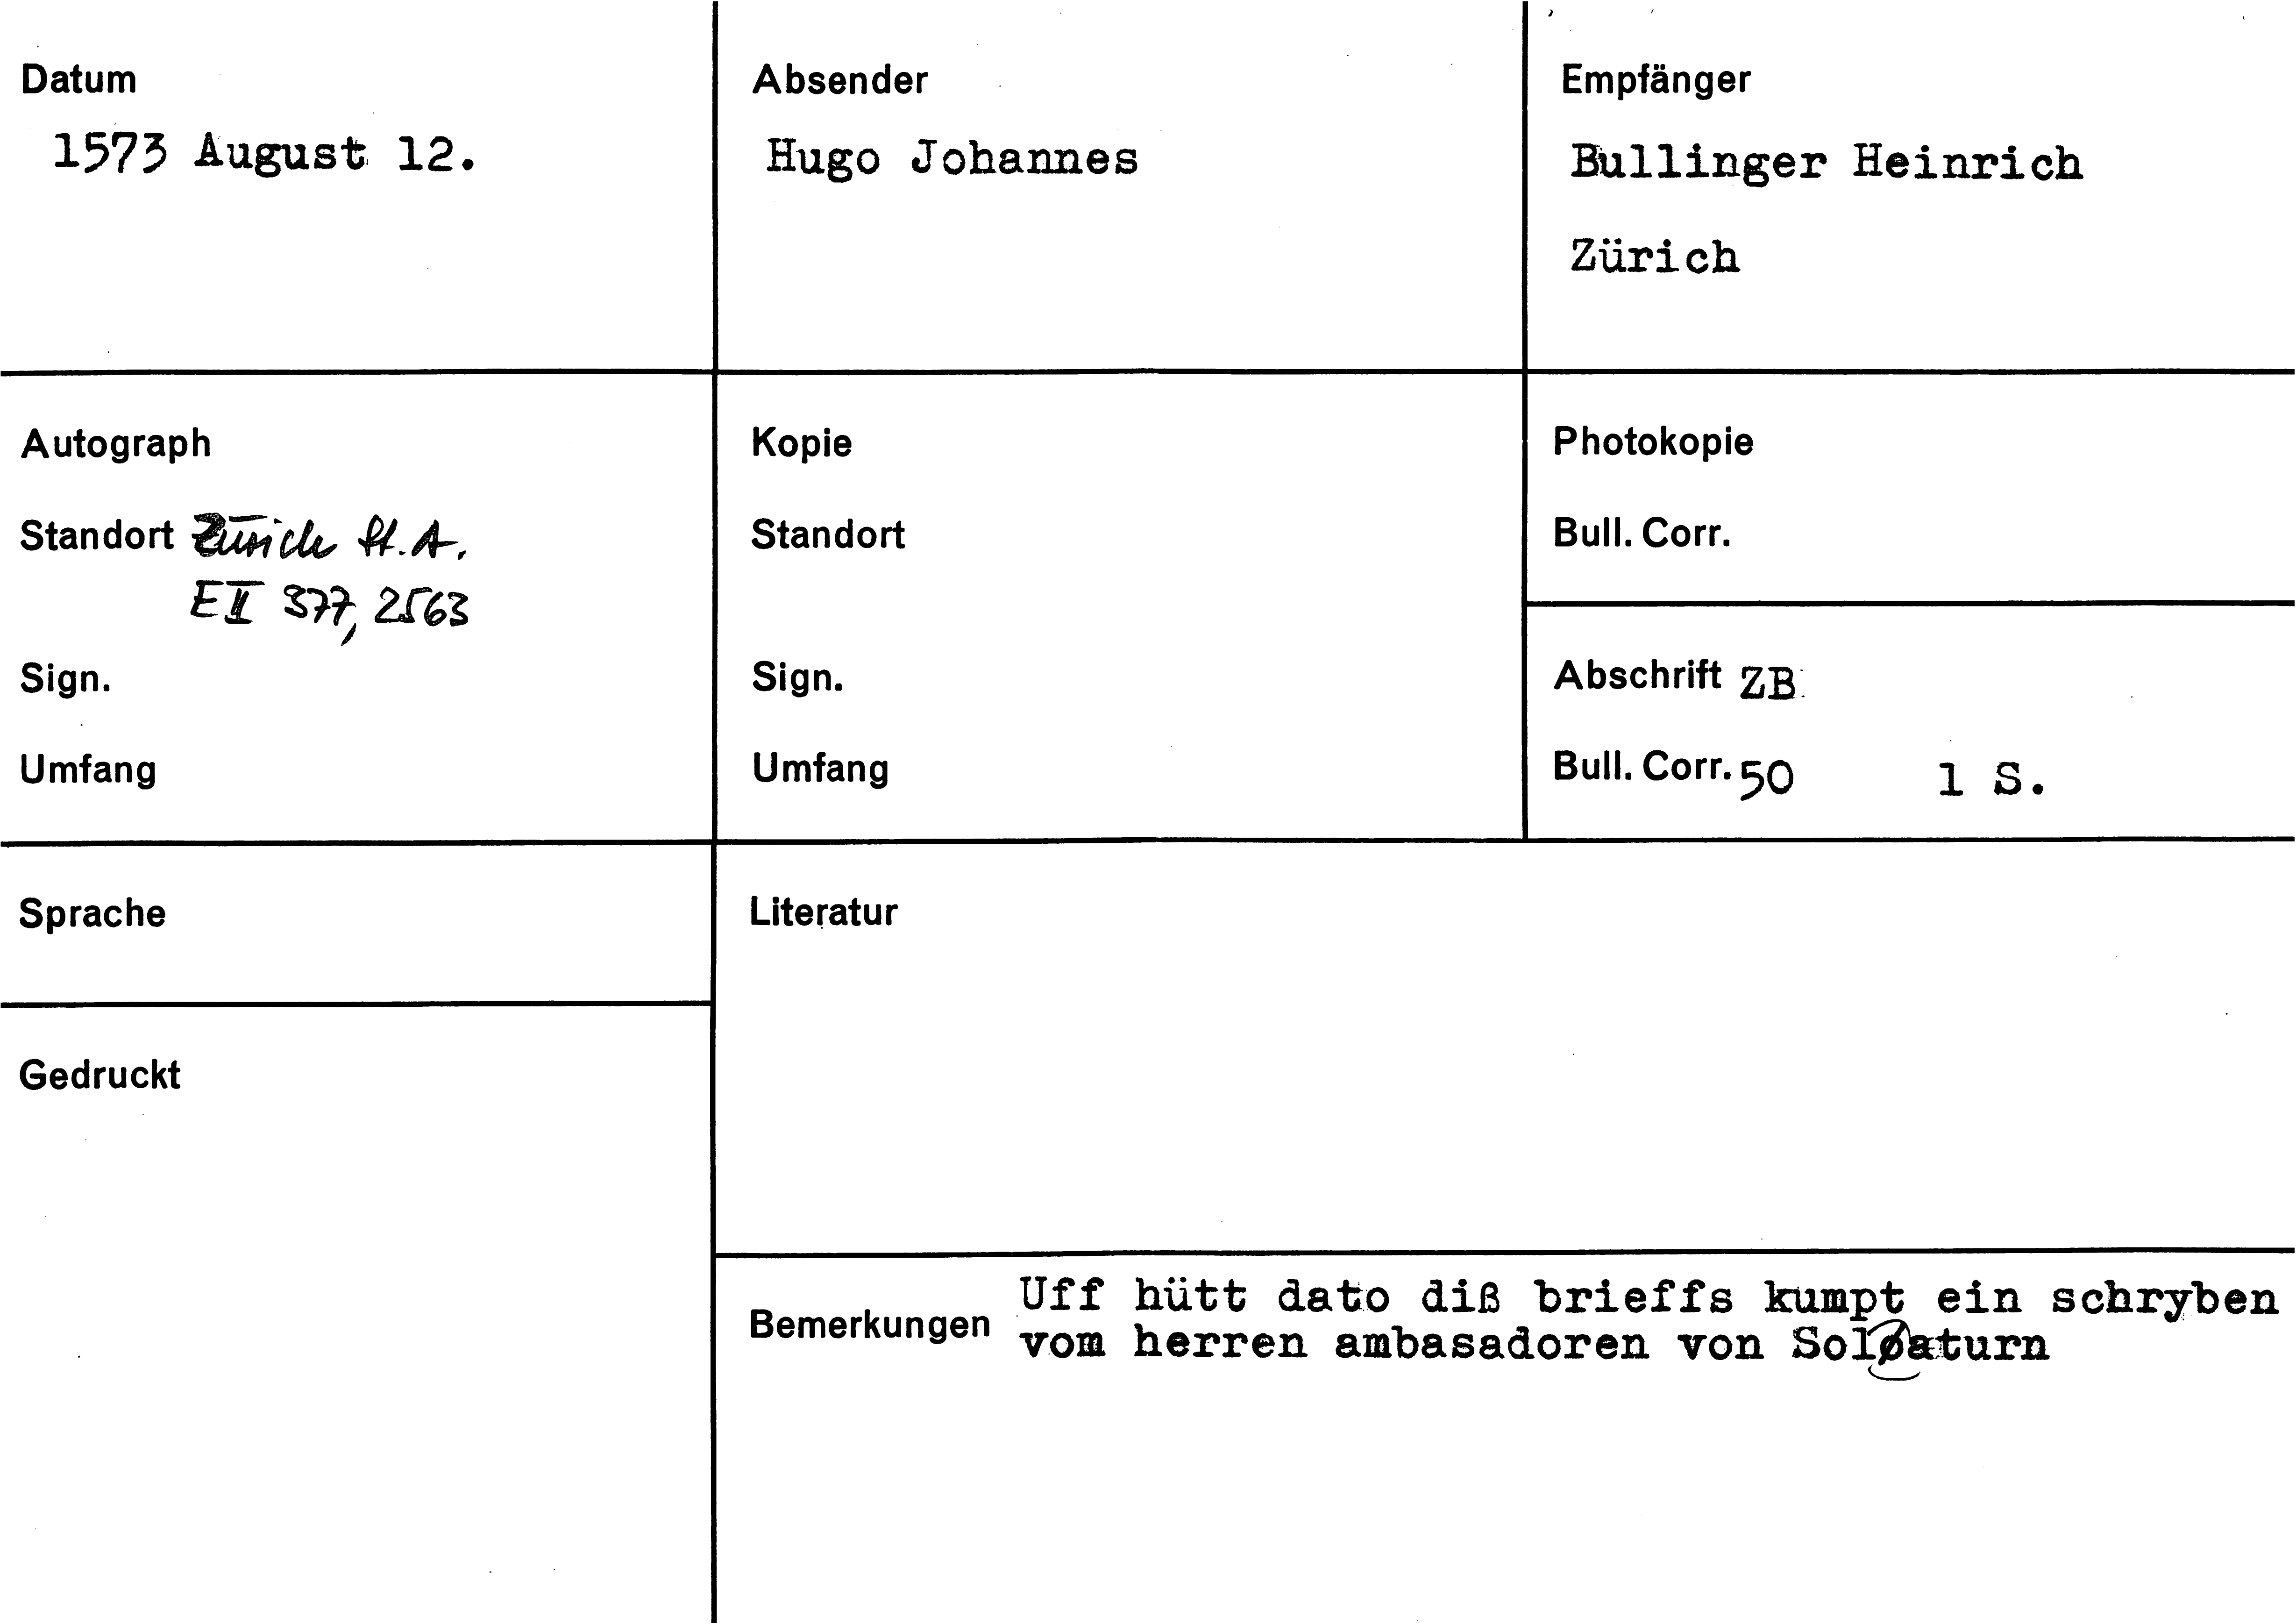 Datum
1573 August 12.
Absender
Hugo Johannes
Empfänger
Bullinger Heinrich
Zürich
Autograph
Standort Zürich St. A.
E II 377, 2563
Sign.
Umfang
Kopie
Standort
Sign.
Umfang
Photokopie
Bull. Corr.
Abschrift ZB
Bull. Corr. 50 1 S.
Sprache
Literatur
Gedruckt
Bemerkungen
Uff hütt dato diß brieffs kumpt ein schryben
vom herren ambasadoren von Solaturn